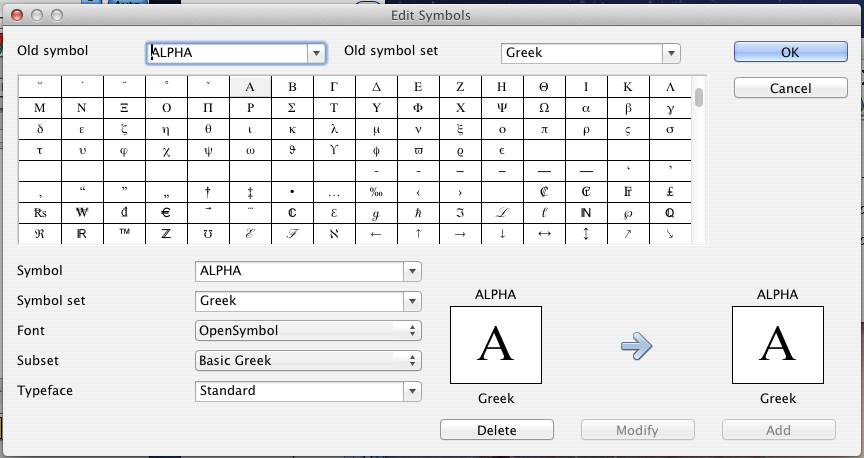 Edit Symbols
Old symbol ALPHA Old symbol set Greek OK
Cancel
˘ ˙ ¨ ° ˇ Α Β Γ Δ Ε Ζ Η Θ Ι Κ Λ
Μ Ν Ξ Ο Π Ρ Σ Τ Υ Φ Χ Ψ Ω α β γ
δ ε ζ η θ ι κ λ μ ν ξ ο π ρ ς σ
τ υ φ χ ψ ω ϑ ϒ ϕ ϖ ϱ ϵ
‐ ‑ ‒ – — ― ‘ ’
‚ “ ” „ † ‡ • … ‰ ‹ › ₡ ₢ ₣ ₤
₨ ₩ ₫ € ⃗ ⃛ ℂ ℇ ℊ ℏ ℑ ℒ ℓ ℕ ℘ ℚ
ℜ ℝ ™ ℤ ℧ ℰ ℱ ℵ ← ↑ → ↓ ↔ ↕ ↗ ↘
Symbol ALPHA
Symbol set Greek
Font OpenSymbol
Subset Basic Greek
Typeface Standard
ALPHA ALPHA
Α Α
Greek Greek
Delete Modify Add